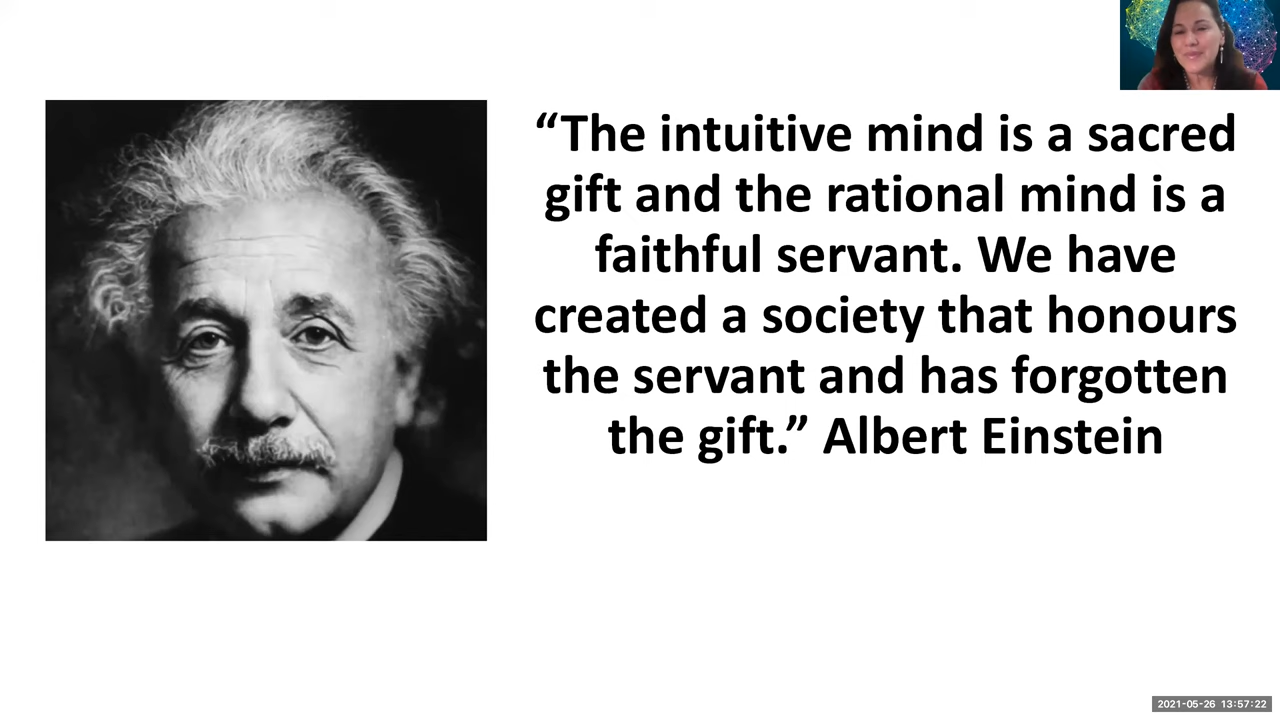 “The intuitive mind is a sacred
gift and the rational mind is a
faithful servant. We have
created a society that honours
the servant and has forgotten
the gift.” Albert Einstein
2021-05-26 13:57:22